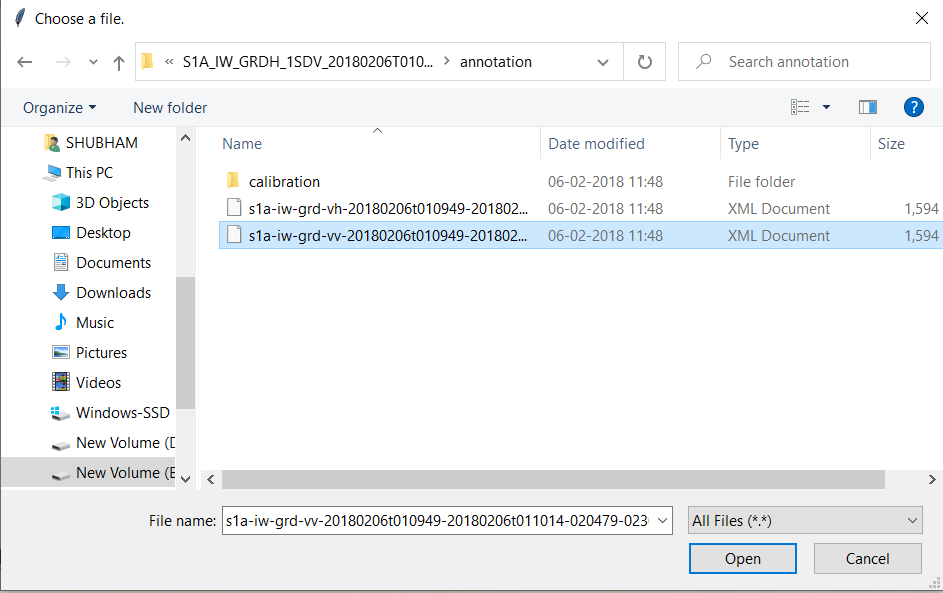 Choose a file.
« S1A_IW_GRDH_1SDV_20180206T010... > annotation
Search annotation
Organize
New folder
?
Name
Date modified
Type
Size
SHUBHAM
This PC
3D Objects
Desktop
Documents
Downloads
Music
Pictures
Videos
Windows-SSD
New Volume (D
New Volume (E
calibration 06-02-2018 11:48 File folder
s1a-iw-grd-vh-20180206t010949-201802... 06-02-2018 11:48 XML Document 1,594
s1a-iw-grd-vv-20180206t010949-201802... 06-02-2018 11:48 XML Document 1,594
File name: s1a-iw-grd-vv-20180206t010949-20180206t011014-020479-023
All Files (*.*)
Open
Cancel